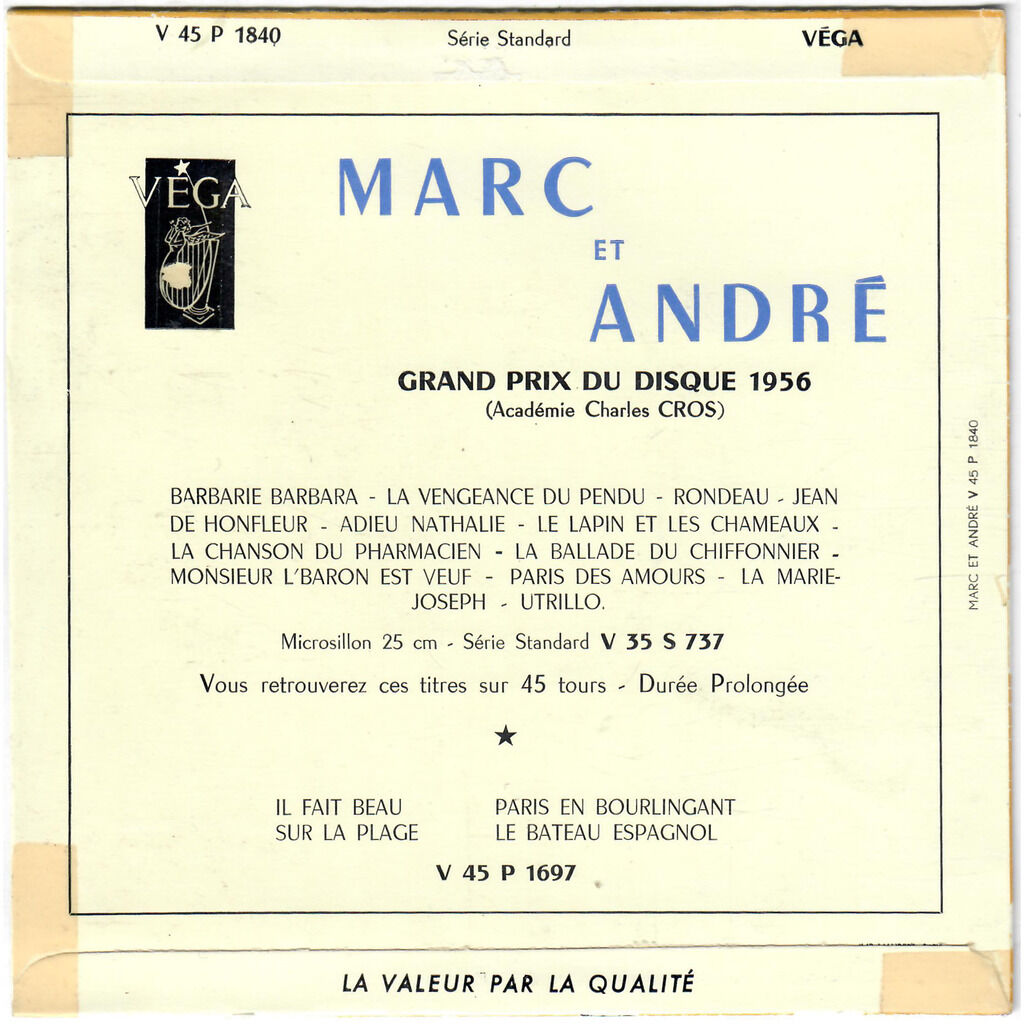 V 45 P 1840 Série Standard VÉGA
VÉGA
MARC
ET
ANDRÉ
GRAND PRIX DU DISQUE 1956
(Académie Charles CROS)
BARBARIE BARBARA - LA VENGEANCE DU PENDU - RONDEAU - JEAN
DE HONFLEUR - ADIEU NATHALIE - LE LAPIN ET LES CHAMEAUX -
LA CHANSON DU PHARMACIEN - LA BALLADE DU CHIFFONNIER -
MONSIEUR L'BARON EST VEUF - PARIS DES AMOURS - LA MARIE-
JOSEPH - UTRILLO.
Microsillon 25 cm - Série Standard V 35 S 737
Vous retrouverez ces titres sur 45 tours - Durée Prolongée
IL FAIT BEAU PARIS EN BOURLINGANT
SUR LA PLAGE LE BATEAU ESPAGNOL
V 45 P 1697
MARC ET ANDRÉ V 45 P 1840
LA VALEUR PAR LA QUALITÉ